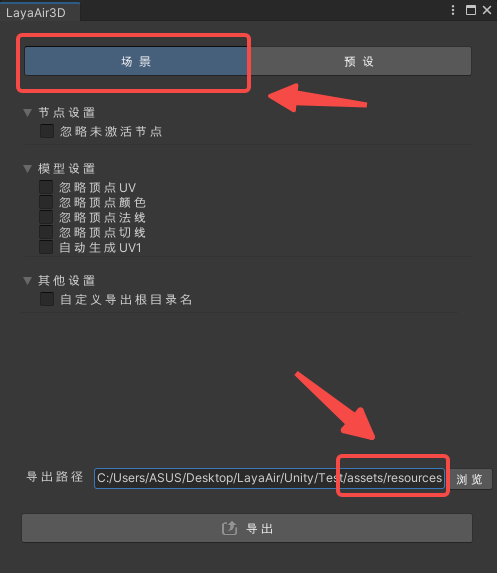 LayaAir3D
场景 预设
节点设置
忽略未激活节点
模型设置
忽略顶点UV
忽略顶点颜色
忽略顶点法线
忽略顶点切线
自动生成UV1
其他设置
自定义导出根目录名
导出路径 C:/Users/ASUS/Desktop/LayaAir/Unity/Test/assets/resources 浏览
导出